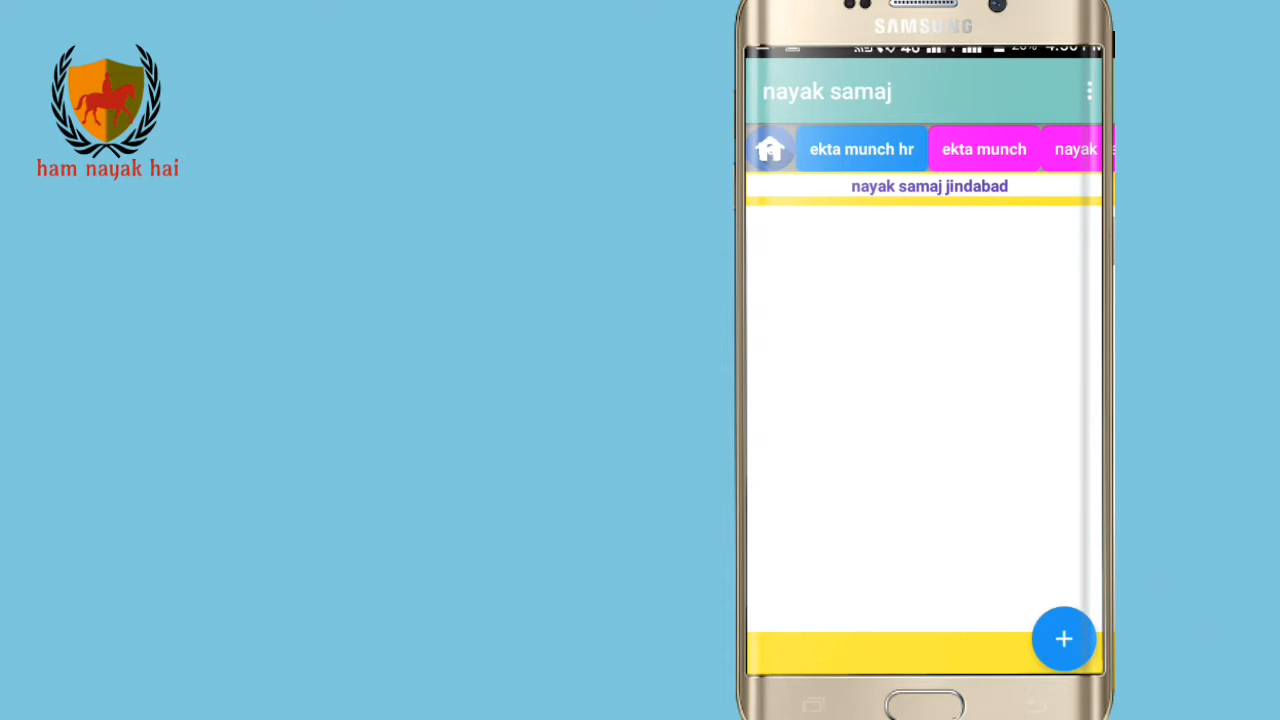 ham nayak hai
SAMSUNG
nayak samaj
ekta munch hr
ekta munch
nayak
nayak samaj jindabad